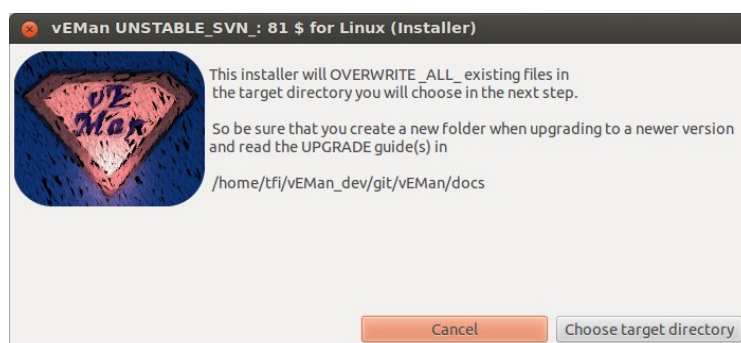 vEMan UNSTABLE_SVN_: 81 $ for Linux (Installer)
vE
Man
This installer will OVERWRITE _ALL_ existing files in
the target directory you will choose in the next step.
So be sure that you create a new folder when upgrading to a newer version
and read the UPGRADE guide(s) in
/home/tfi/vEMan_dev/git/vEMan/docs
Cancel
Choose target directory